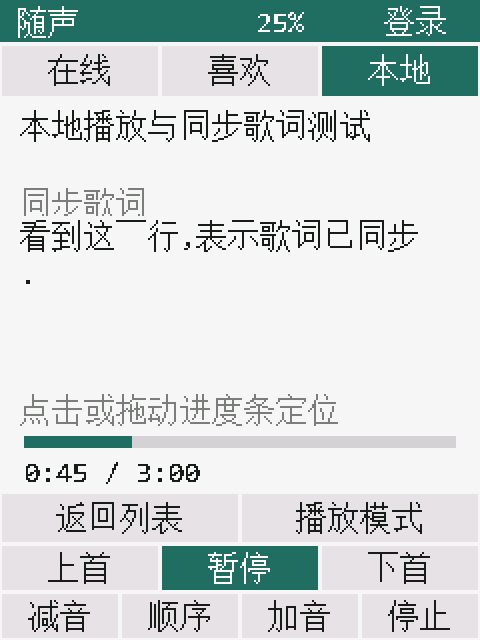 随声 25% 登录
在线 喜欢 本地
本地播放与同步歌词测试
同步歌词
看到这一行,表示歌词已同步
.
点击或拖动进度条定位
0:45 / 3:00
返回列表 播放模式
上首 暂停 下首
减音 顺序 加音 停止